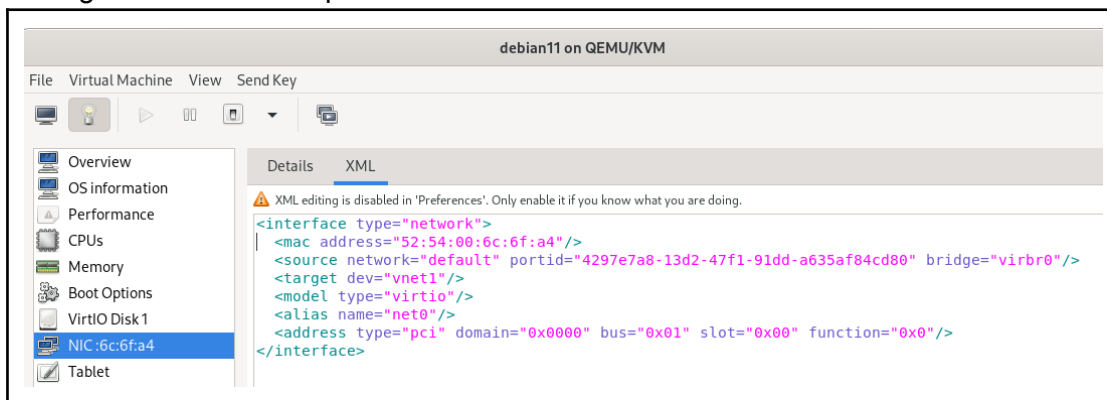 debian11 on QEMU/KVM
File Virtual Machine View Send Key
Overview
OS information
Performance
CPUs
Memory
Boot Options
VirtIO Disk 1
NIC :6c:6f:a4
Tablet
Details XML
XML editing is disabled in 'Preferences'. Only enable it if you know what you are doing.
<interface type="network">
<mac address="52:54:00:6c:6f:a4"/>
<source network="default" portid="4297e7a8-13d2-47f1-91dd-a635af84cd80" bridge="virbr0"/>
<target dev="vnet1"/>
<model type="virtio"/>
<alias name="net0"/>
<address type="pci" domain="0x0000" bus="0x01" slot="0x00" function="0x0"/>
</interface>